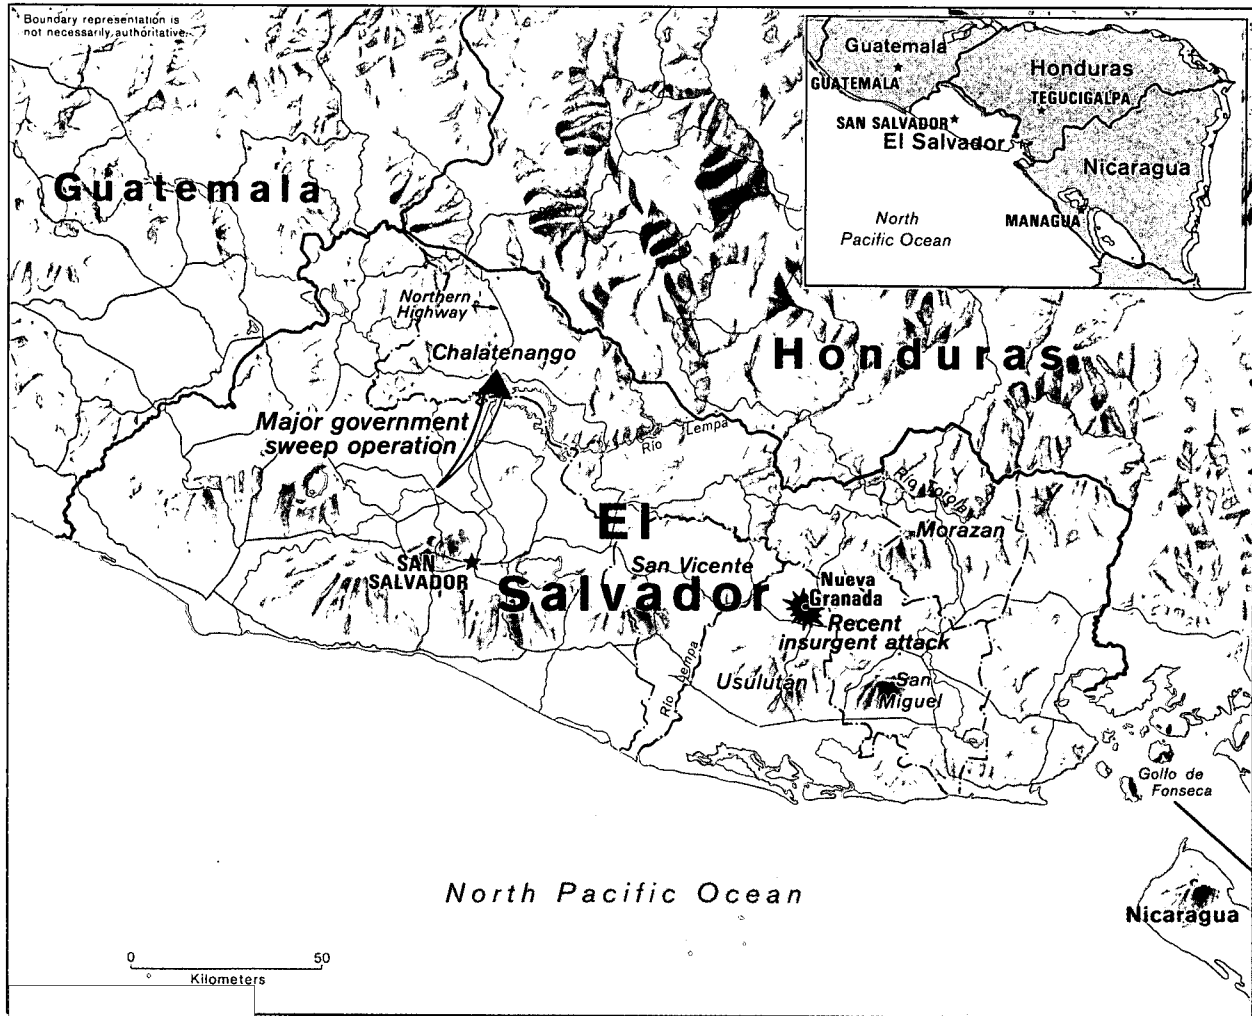 Boundary representation is
not necessarily authoritative.
Guatemala
GUATEMALA
Honduras
TEGUCIGALPA
SAN SALVADOR
El Salvador
Nicaragua
MANAGUA
North
Pacific Ocean
Guatemala
Northern
Highway
Chalatenango
Honduras
Major government
sweep operation
Rio Lempa
El
Salvador
Rio Torola
Morazan
SAN
SALVADOR
San Vicente
Nueva
Granada
Recent
insurgent attack
Usulután
San
Miguel
Rio Lempa
Golfo de
Fonseca
North Pacific Ocean
Nicaragua
0 50
Kilometers